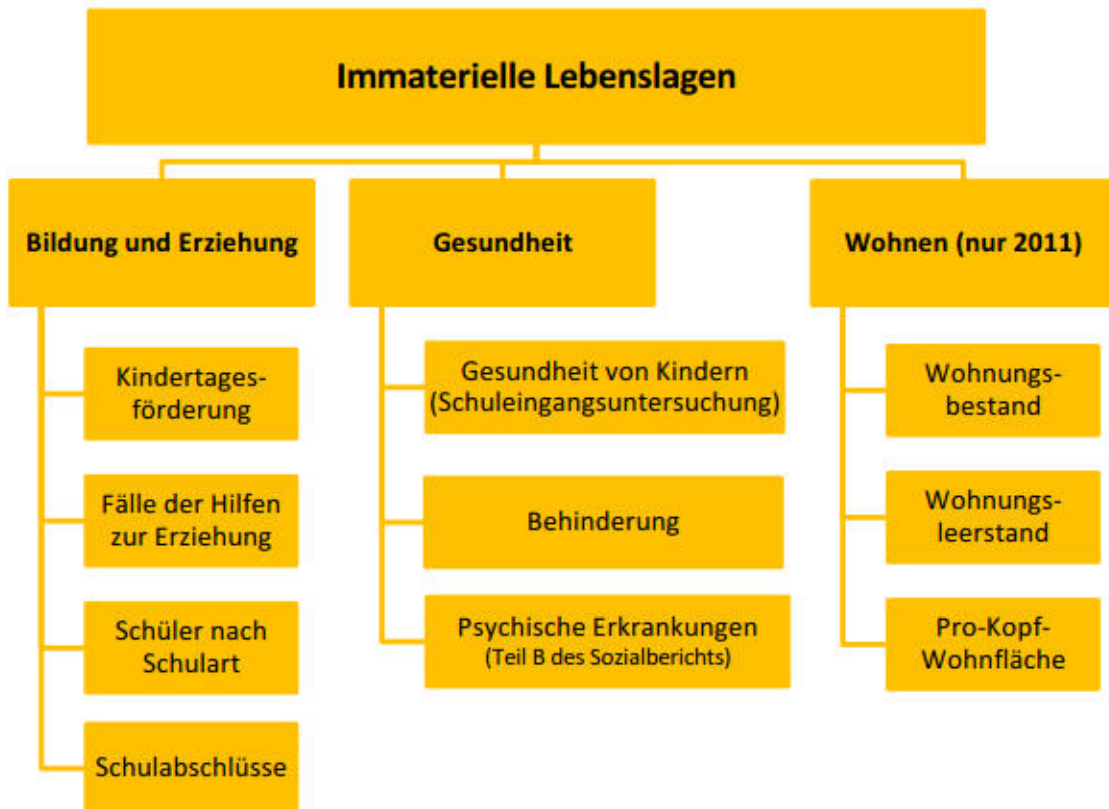 Immaterielle Lebenslagen
Bildung und Erziehung
Kindertages-
förderung
Fälle der Hilfen
zur Erziehung
Schüler nach
Schulart
Schulabschlüsse
Gesundheit
Gesundheit von Kindern
(Schuleingangsuntersuchung)
Behinderung
Psychische Erkrankungen
(Teil B des Sozialberichts)
Wohnen (nur 2011)
Wohnungs-
bestand
Wohnungs-
leerstand
Pro-Kopf-
Wohnfläche